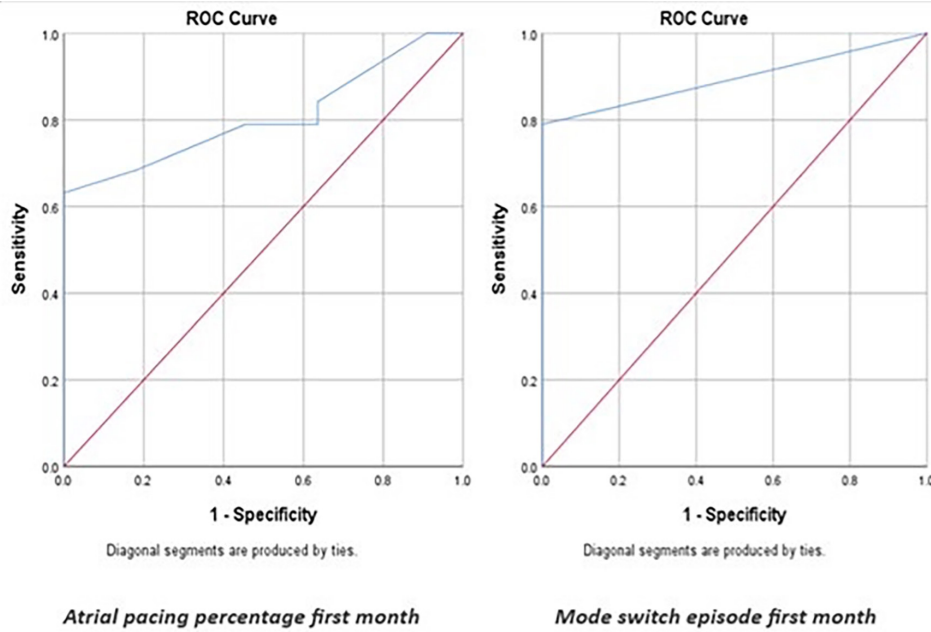 ROC Curve
1.0
0.8
0.6
0.4
0.2
0.0
Sensitivity
0.0 0.2 0.4 0.6 0.8 1.0
1 - Specificity
Diagonal segments are produced by ties.
Atrial pacing percentage first month
ROC Curve
1.0
0.8
0.6
0.4
0.2
0.0
Sensitivity
0.0 0.2 0.4 0.6 0.8 1.0
1 - Specificity
Diagonal segments are produced by ties.
Mode switch episode first month